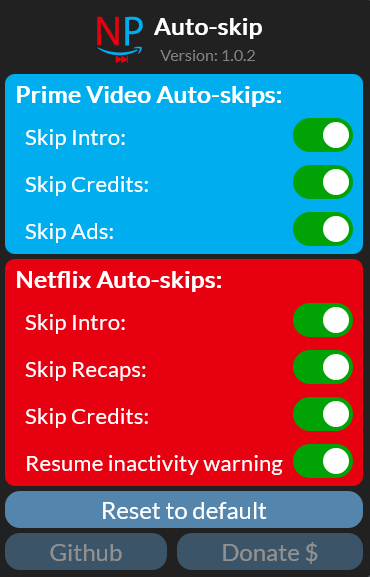 NP Auto-skip
Version: 1.0.2
Prime Video Auto-skips:
Skip Intro:
Skip Credits:
Skip Ads:
Netflix Auto-skips:
Skip Intro:
Skip Recaps:
Skip Credits:
Resume inactivity warning
Reset to default
Github Donate $